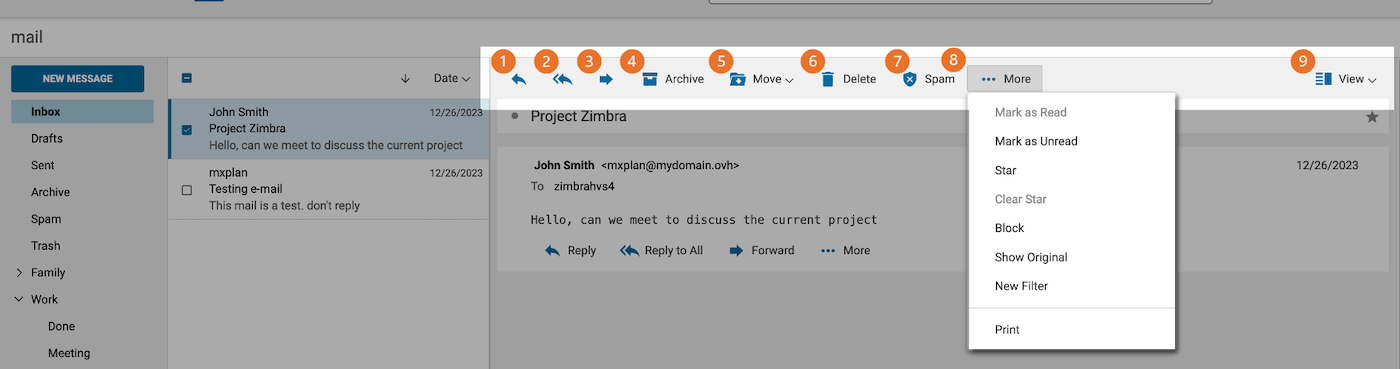 mail
1 2 3 4 5 6 7 8 9
NEW MESSAGE
Date
Archive
Move
Delete
Spam
More
View
Inbox
Drafts
Sent
Archive
Spam
Trash
Family
Work
Done
Meeting
John Smith 12/26/2023
Project Zimbra
Hello, can we meet to discuss the current project
mxplan 12/26/2023
Testing e-mail
This mail is a test. don't reply
Project Zimbra
John Smith <mxplan@mydomain.ovh> 12/26/2023
To zimbrahvs4
Hello, can we meet to discuss the current project
Reply Reply to All Forward More
Mark as Read
Mark as Unread
Star
Clear Star
Block
Show Original
New Filter
Print